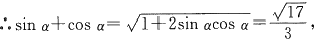 ∴sin α+cos α=√(1+2sin αcos α)=√17/3,